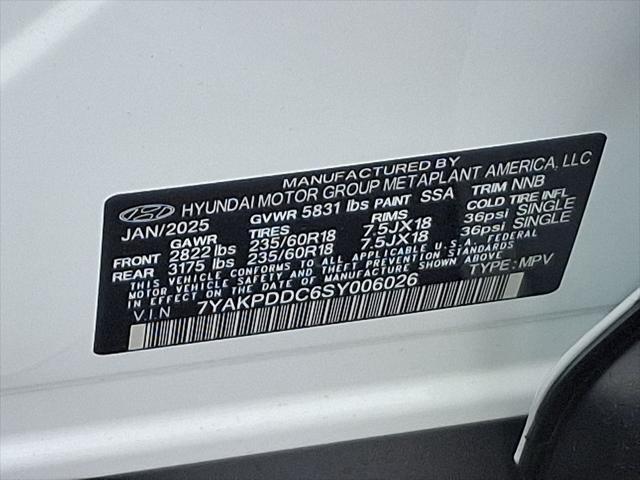 MANUFACTURED BY
HYUNDAI MOTOR GROUP METAPLANT AMERICA, LLC
JAN/2025 GVWR 5831 lbs PAINT SSA TRIM NNB
GAWR TIRES RIMS COLD TIRE INFL
FRONT 2822 lbs 235/60R18 7.5JX18 36psi SINGLE
REAR 3175 lbs 235/60R18 7.5JX18 36psi SINGLE
THIS VEHICLE CONFORMS TO ALL APPLICABLE U.S.A. FEDERAL
MOTOR VEHICLE SAFETY AND THEFT PREVENTION STANDARDS
IN EFFECT ON THE DATE OF MANUFACTURE SHOWN ABOVE.
V.I.N 7YAKPDDC6SY006026 TYPE : MPV